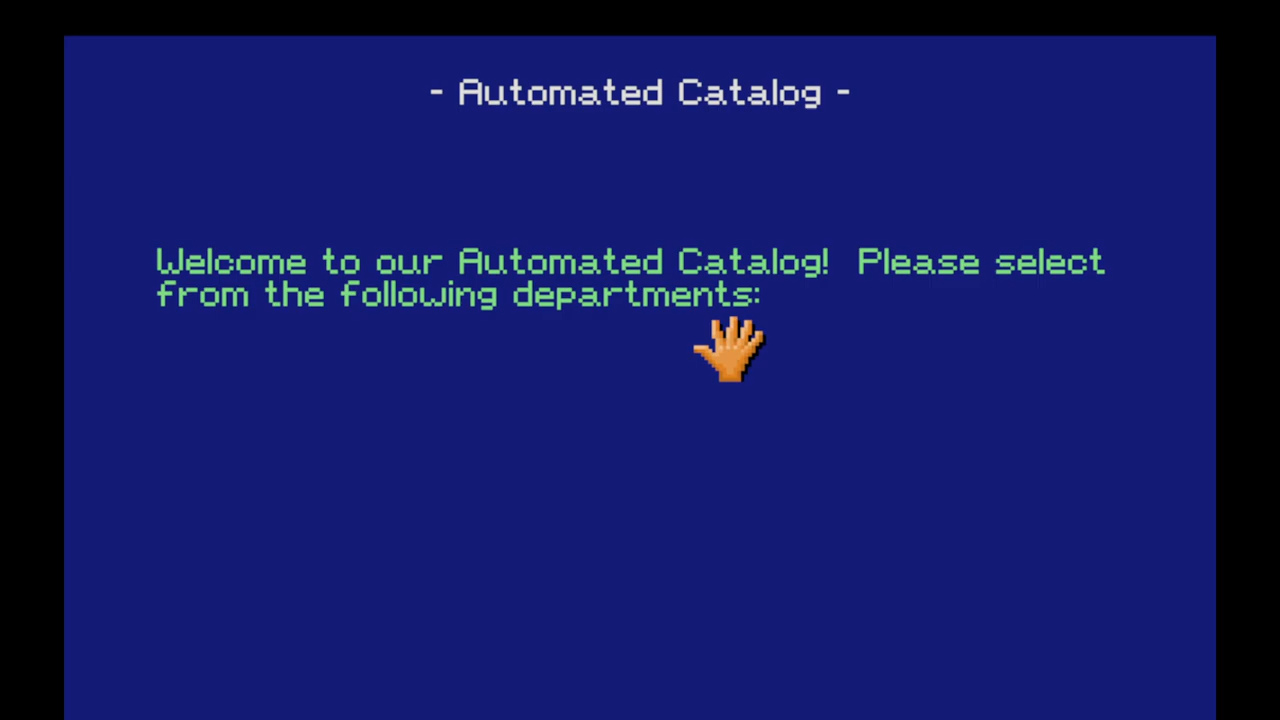 - Automated Catalog -
Welcome to our Automated Catalog!  Please select
from the following departments: